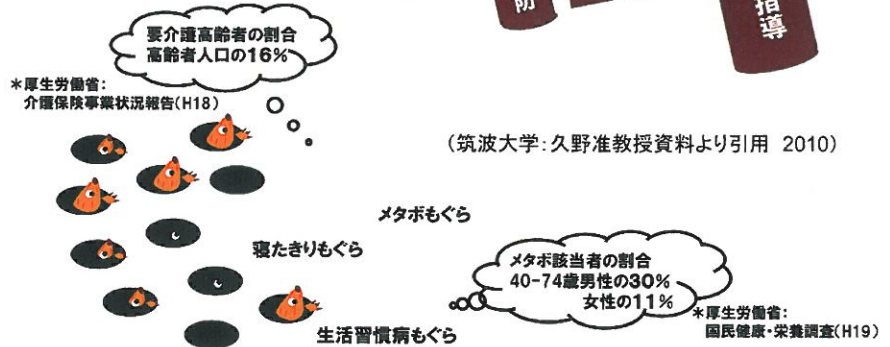 防
指導
要介護高齢者の割合
高齢者人口の16%
*厚生労働省:
介護保険事業状況報告(H18)
(筑波大学:久野准教授資料より引用 2010)
メタボもぐら
寝たきりもぐら
メタボ該当者の割合
40-74歳男性の30%
女性の11%
*厚生労働省:
国民健康・栄養調査(H19)
生活習慣病もぐら